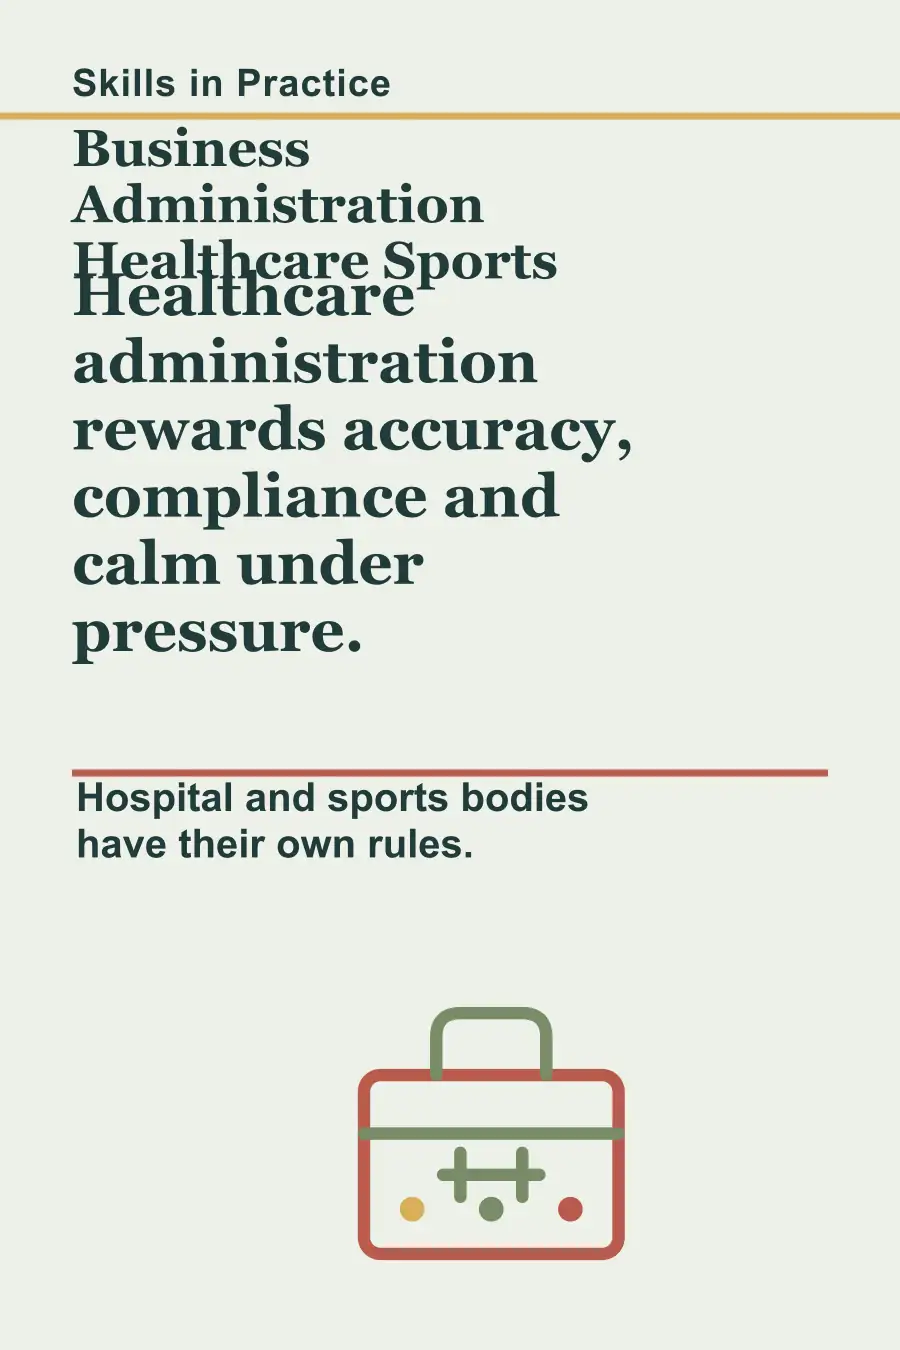 Skills in Practice
Business
Administration
Healthcare Sports
Healthcare
administration
rewards accuracy,
compliance and
calm under
pressure.
Hospital and sports bodies
have their own rules.